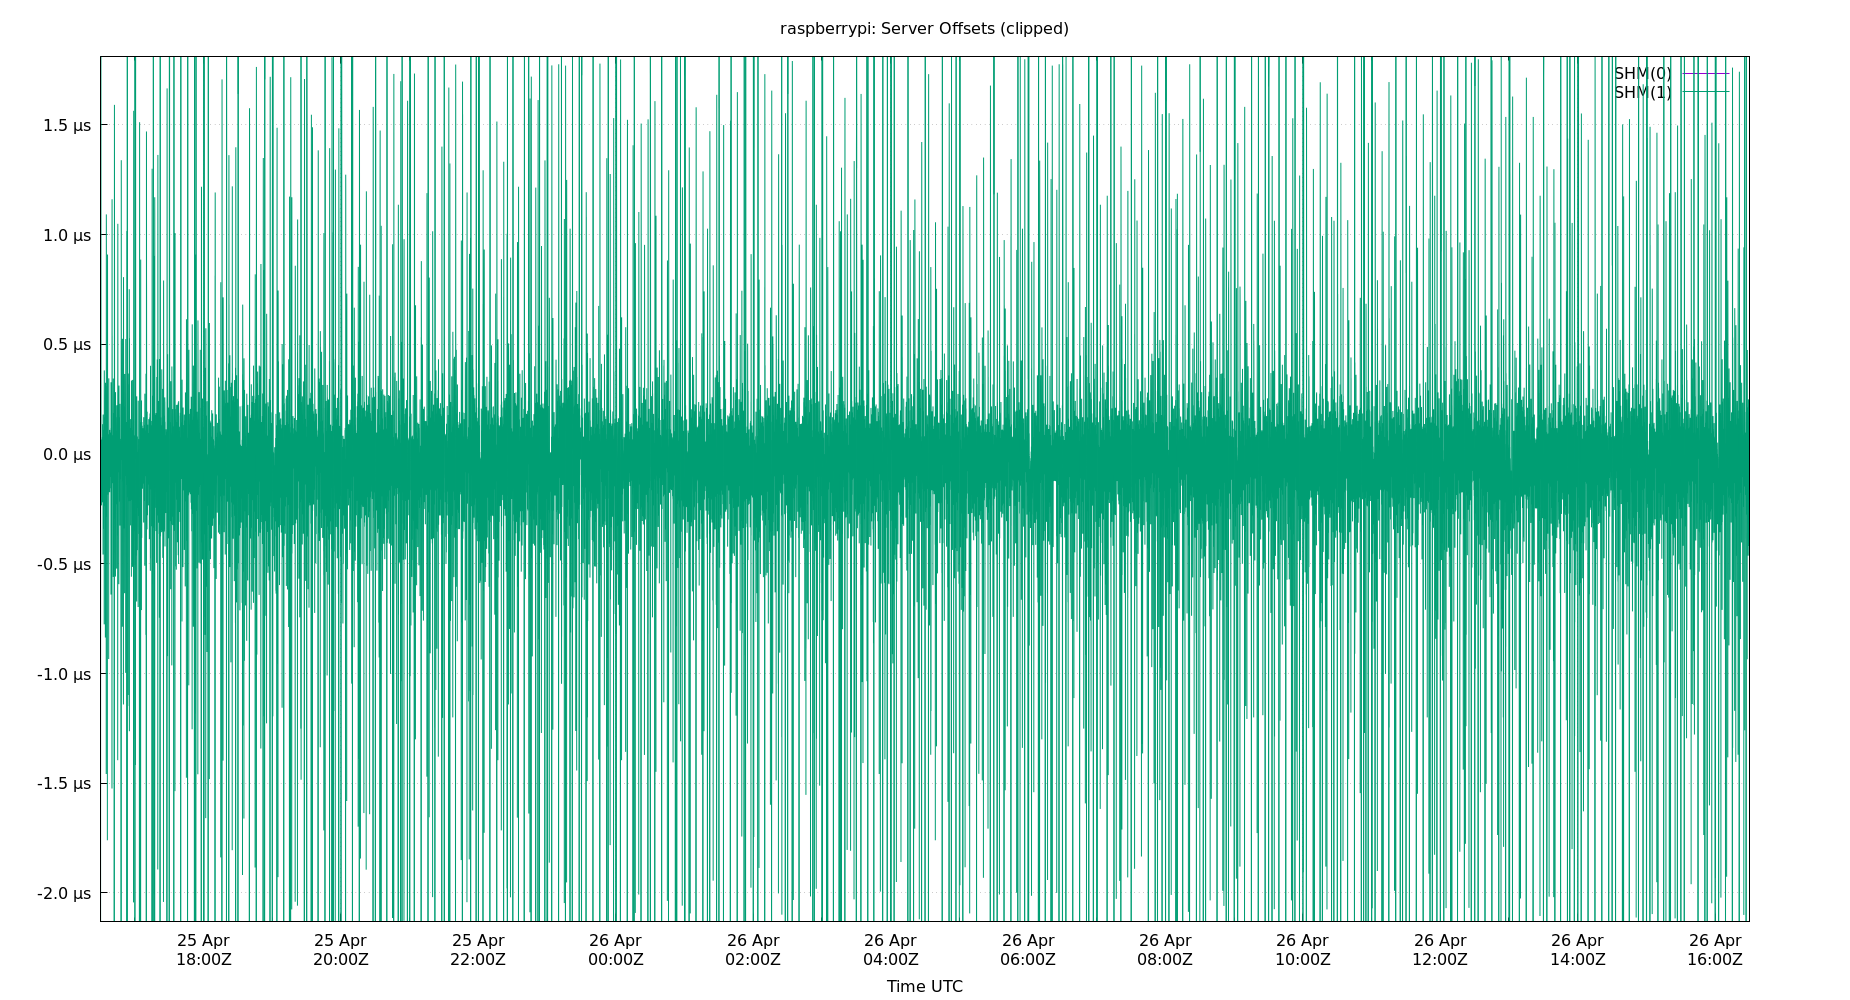 raspberrypi: Server Offsets (clipped)
SHM(0)
SHM(1)
1.5 µs
1.0 µs
0.5 µs
0.0 µs
-0.5 µs
-1.0 µs
-1.5 µs
-2.0 µs
25 Apr 25 Apr 25 Apr 26 Apr 26 Apr 26 Apr 26 Apr 26 Apr 26 Apr 26 Apr 26 Apr 26 Apr
18:00Z 20:00Z 22:00Z 00:00Z 02:00Z 04:00Z 06:00Z 08:00Z 10:00Z 12:00Z 14:00Z 16:00Z
Time UTC